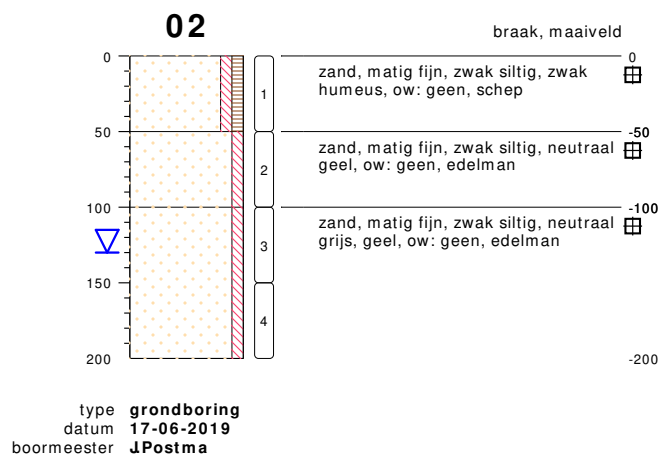 02
braak, maaiveld
0
0
zand, matig fijn, zwak siltig, zwak
humeus, ow: geen, schep
1
50
-50
zand, matig fijn, zwak siltig, neutraal
geel, ow: geen, edelman
2
100
-100
zand, matig fijn, zwak siltig, neutraal
grijs, geel, ow: geen, edelman
3
150
4
200
-200
type grondboring
datum 17-06-2019
boormeester J.Postma